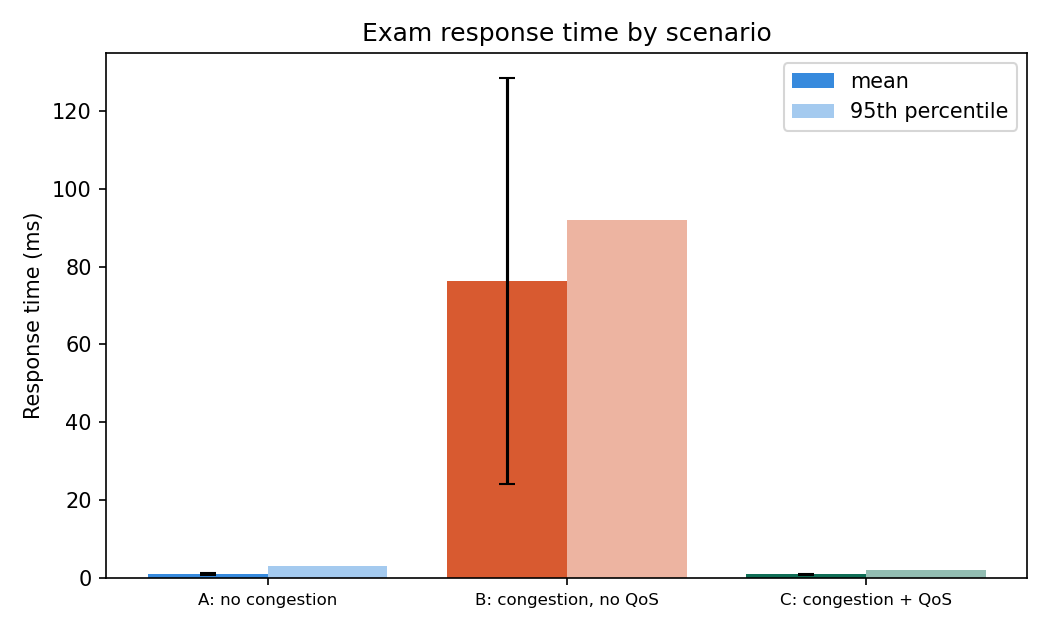 Exam response time by scenario
mean
95th percentile
Response time (ms)
120
100
80
60
40
20
0
A: no congestion
B: congestion, no QoS
C: congestion + QoS